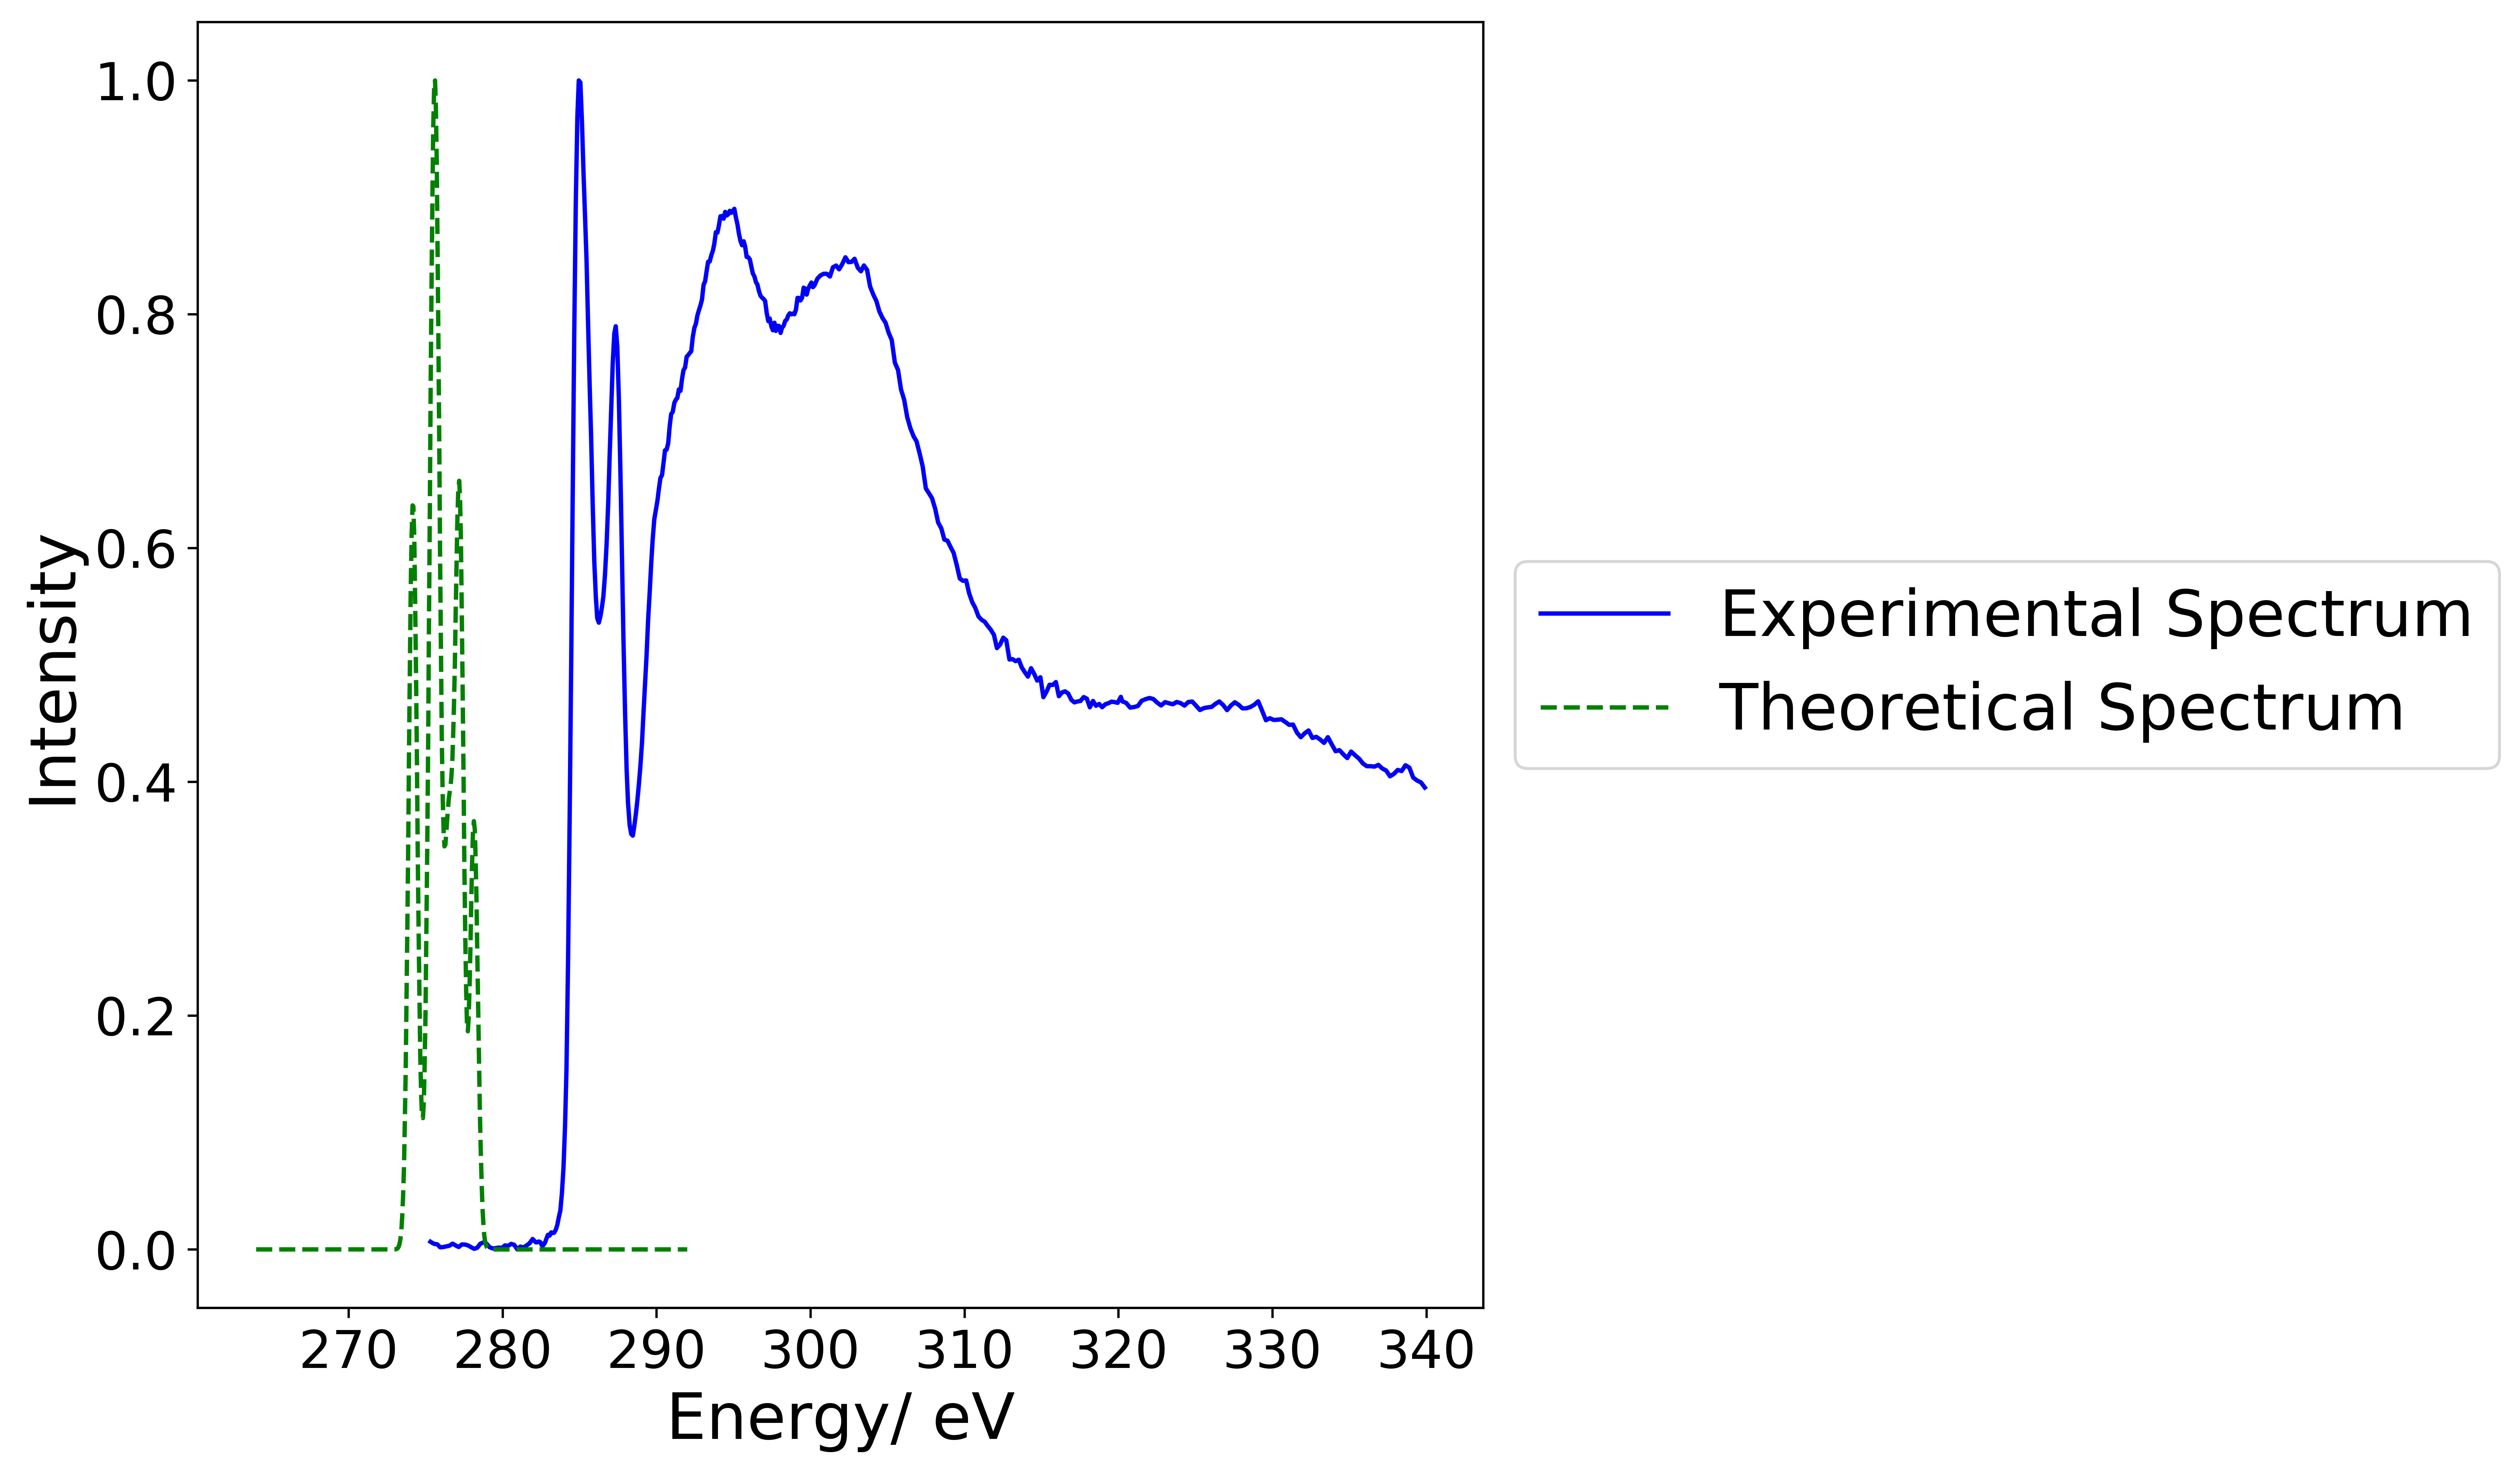 1.0
0.8
0.6
0.4
0.2
0.0
Intensity
270 280 290 300 310 320 330 340
Energy/ eV
Experimental Spectrum
Theoretical Spectrum